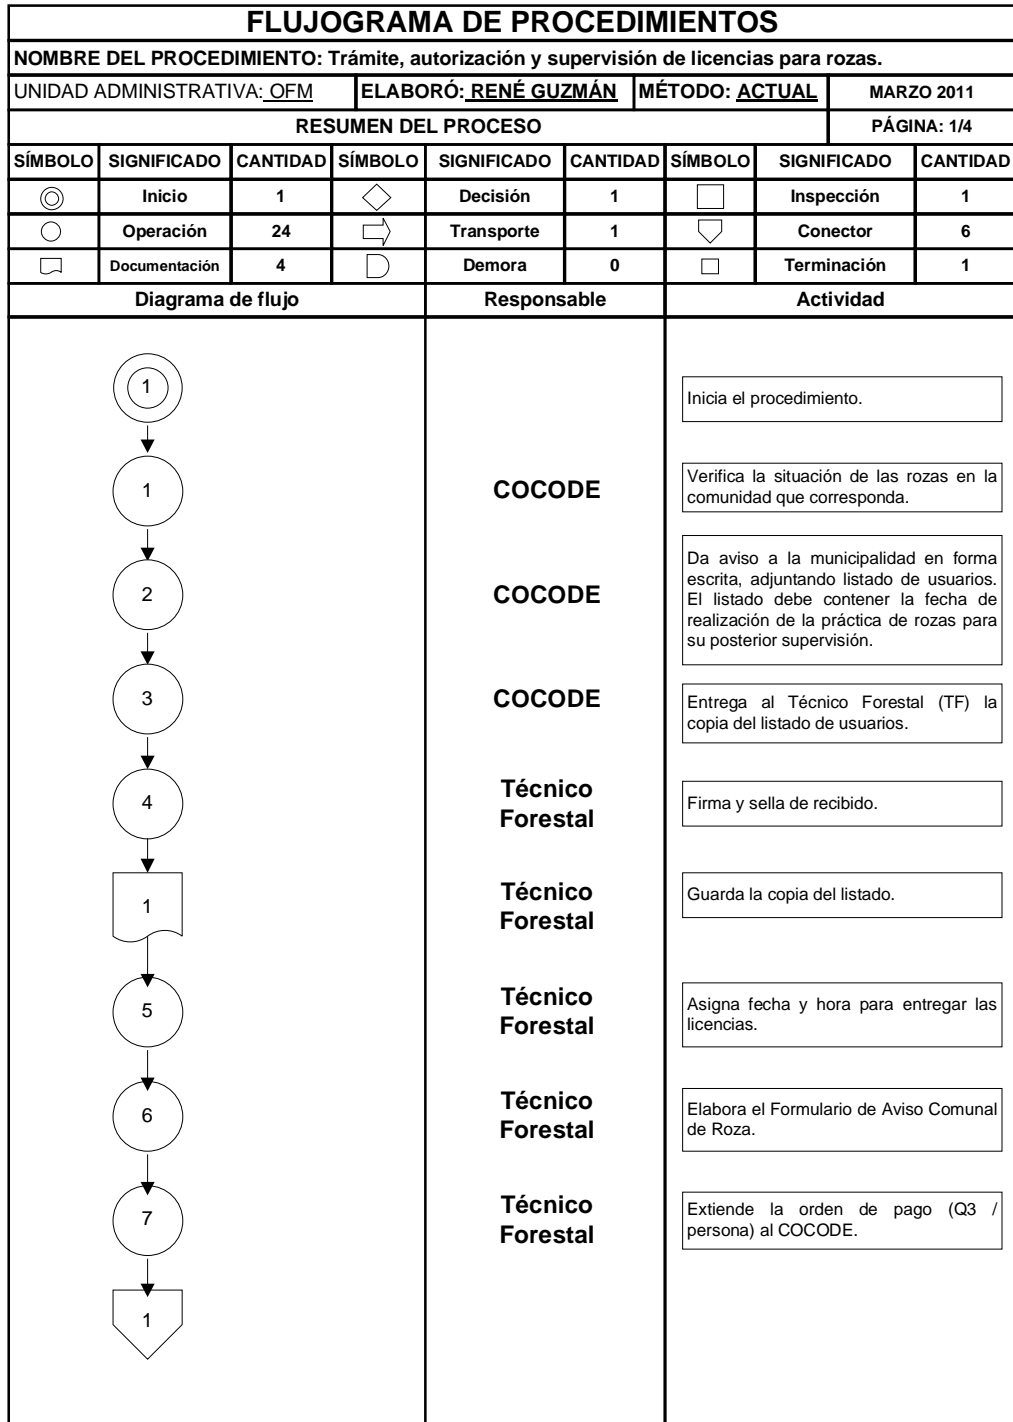 FLUJOGRAMA DE PROCEDIMIENTOS
NOMBRE DEL PROCEDIMIENTO: Trámite, autorización y supervisión de licencias para rozas.
UNIDAD ADMINISTRATIVA: OFM ELABORÓ: RENÉ GUZMÁN MÉTODO: ACTUAL MARZO 2011
RESUMEN DEL PROCESO PÁGINA: 1/4
SÍMBOLO SIGNIFICADO CANTIDAD SÍMBOLO SIGNIFICADO CANTIDAD SÍMBOLO SIGNIFICADO CANTIDAD
Inicio 1 Decisión 1 Inspección 1
Operación 24 Transporte 1 Conector 6
Documentación 4 Demora 0 Terminación 1
Diagrama de flujo Responsable Actividad
1
Inicia el procedimiento.
1
COCODE
Verifica la situación de las rozas en la
comunidad que corresponda.
2
COCODE
Da aviso a la municipalidad en forma
escrita, adjuntando listado de usuarios.
El listado debe contener la fecha de
realización de la práctica de rozas para
su posterior supervisión.
3
COCODE
Entrega al Técnico Forestal (TF) la
copia del listado de usuarios.
4
Técnico
Forestal
Firma y sella de recibido.
1
Técnico
Forestal
Guarda la copia del listado.
5
Técnico
Forestal
Asigna fecha y hora para entregar las
licencias.
6
Técnico
Forestal
Elabora el Formulario de Aviso Comunal
de Roza.
7
Técnico
Forestal
Extiende la orden de pago (Q3 /
persona) al COCODE.
1